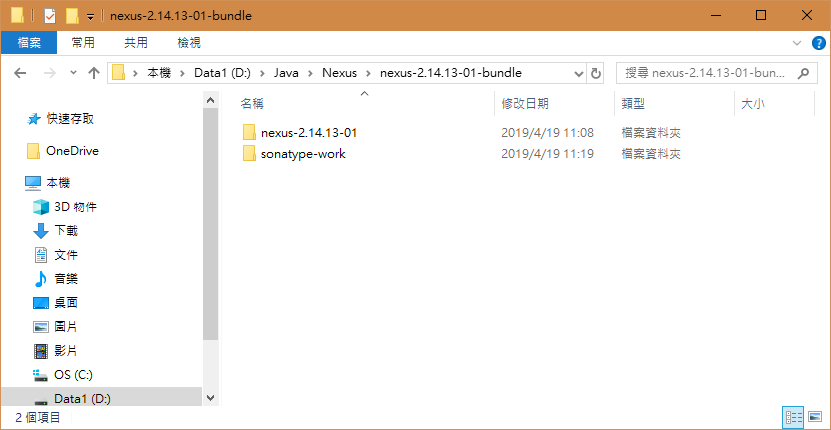 nexus-2.14.13-01-bundle
檔案 常用 共用 檢視
本機 Data1 (D:) Java Nexus nexus-2.14.13-01-bundle 搜尋 nexus-2.14.13-01-bun...
名稱 修改日期 類型 大小
nexus-2.14.13-01 2019/4/19 11:08 檔案資料夾
sonatype-work 2019/4/19 11:19 檔案資料夾
快速存取
OneDrive
本機
3D 物件
下載
文件
音樂
桌面
圖片
影片
OS (C:)
Data1 (D:)
2 個項目